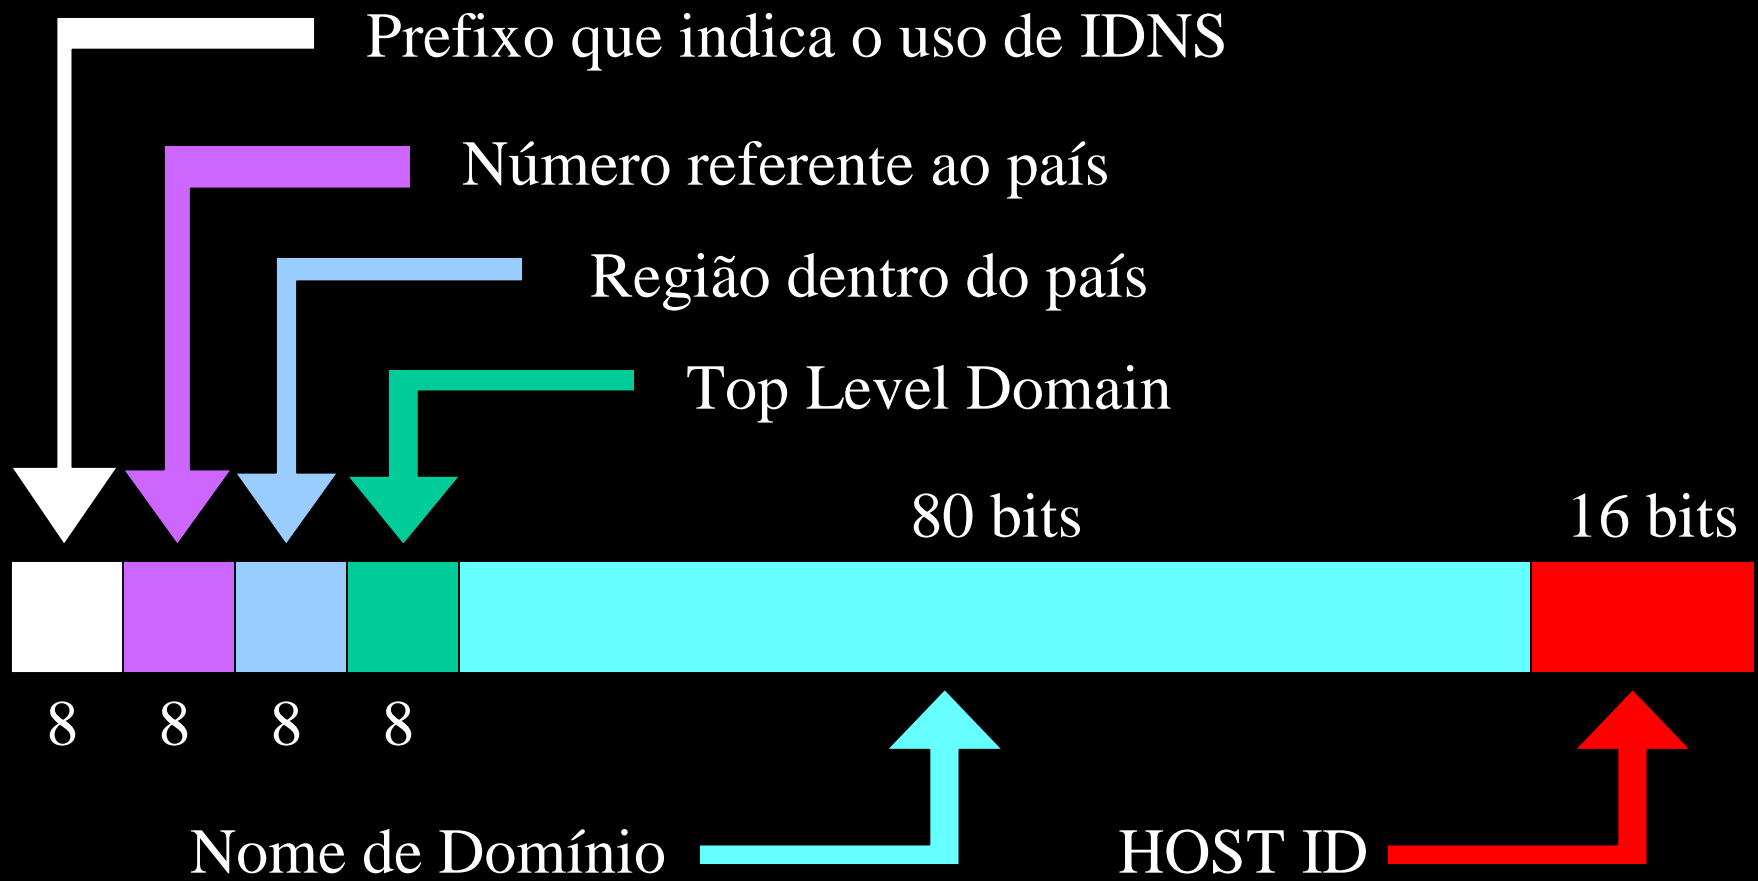 Prefixo que indica o uso de IDNS
Número referente ao país
Região dentro do país
Top Level Domain
80 bits 16 bits
8 8 8 8
Nome de Domínio HOST ID